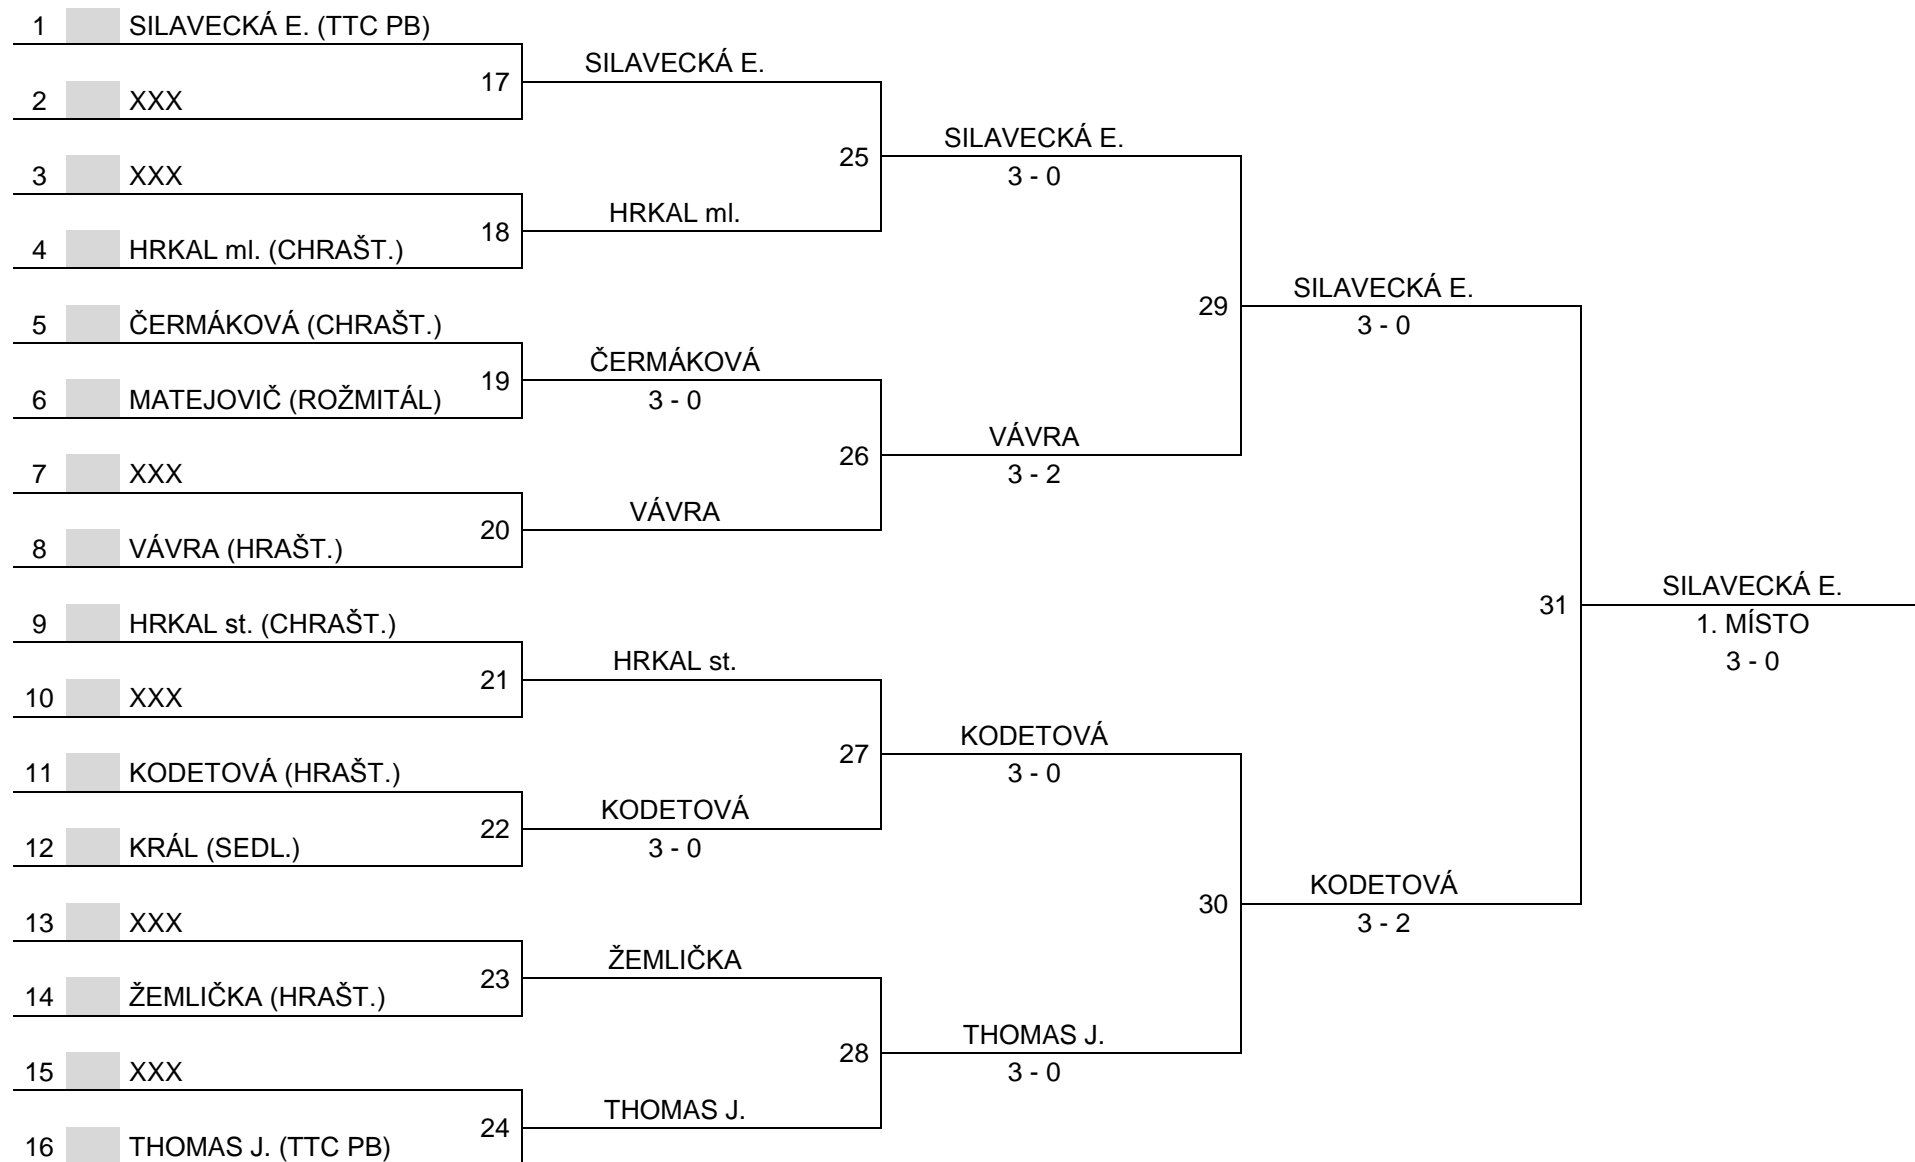 1 SILAVECKÁ E. (TTC PB)
SILAVECKÁ E.
17
2 XXX
SILAVECKÁ E.
25
3 XXX
3 - 0
HRKAL ml.
18
4 HRKAL ml. (CHRAŠT.)
SILAVECKÁ E.
29
5 ČERMÁKOVÁ (CHRAŠT.)
3 - 0
ČERMÁKOVÁ
19
6 MATEJOVIČ (ROŽMITÁL)
3 - 0
VÁVRA
26
7 XXX
3 - 2
VÁVRA
20
8 VÁVRA (HRAŠT.)
SILAVECKÁ E.
31
9 HRKAL st. (CHRAŠT.)
1. MÍSTO
HRKAL st.
3 - 0
21
10 XXX
KODETOVÁ
27
11 KODETOVÁ (HRAŠT.)
3 - 0
KODETOVÁ
22
12 KRÁL (SEDL.)
3 - 0
KODETOVÁ
30
13 XXX
3 - 2
ŽEMLIČKA
23
14 ŽEMLIČKA (HRAŠT.)
THOMAS J.
28
15 XXX
3 - 0
THOMAS J.
24
16 THOMAS J. (TTC PB)